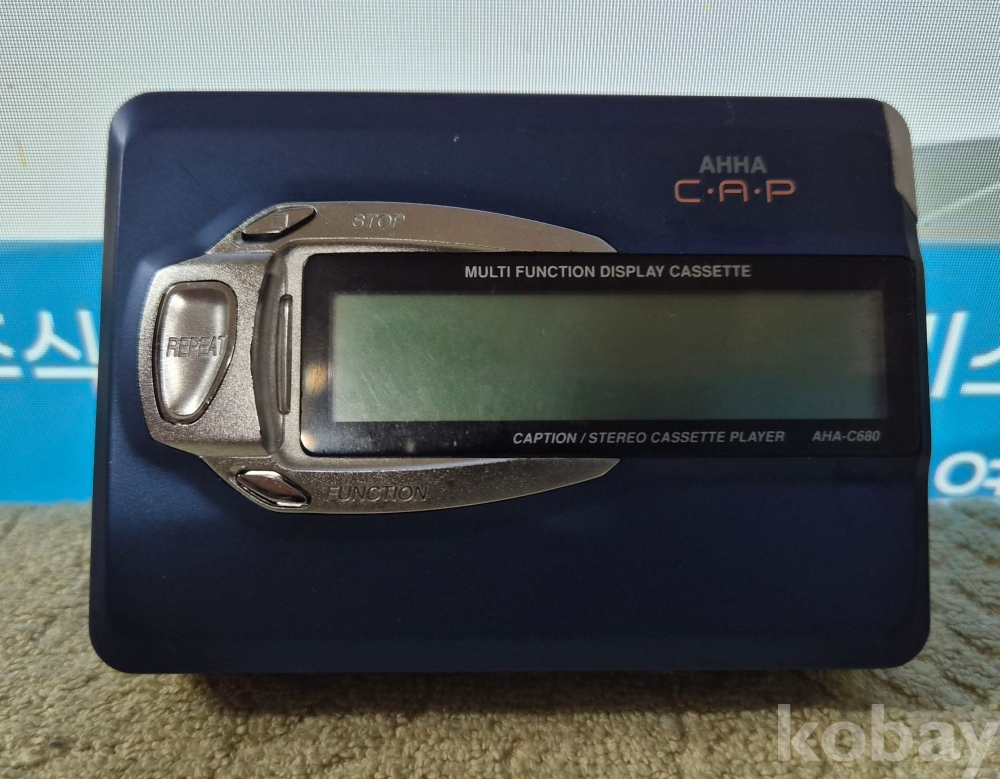 AHHA
C·A·P
STOP
MULTI FUNCTION DISPLAY CASSETTE
REPEAT
CAPTION / STEREO CASSETTE PLAYER AHA-C680
FUNCTION
kobay